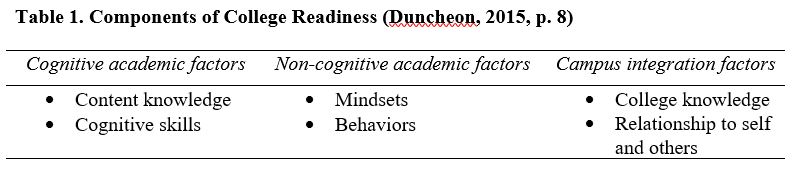 Table 1. Components of College Readiness (Duncheon, 2015, p. 8)
Cognitive academic factors Non-cognitive academic factors Campus integration factors
• Content knowledge • Mindsets • College knowledge
• Cognitive skills • Behaviors • Relationship to self
and others